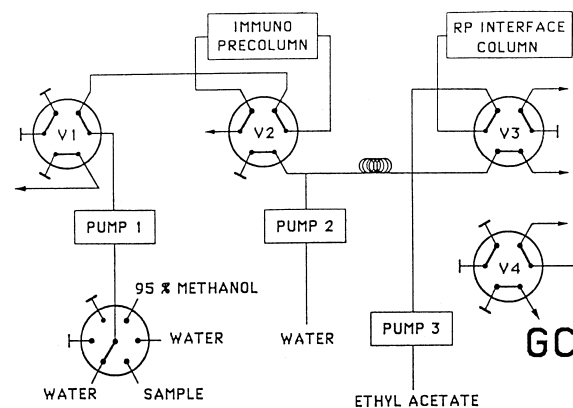 IMMUNO
PRECOLUMN
RP INTERFACE
COLUMN
V1
V2
V3
PUMP 1
PUMP 2
V4
95 % METHANOL
PUMP 3
GC
WATER
WATER
WATER
SAMPLE
ETHYL ACETATE